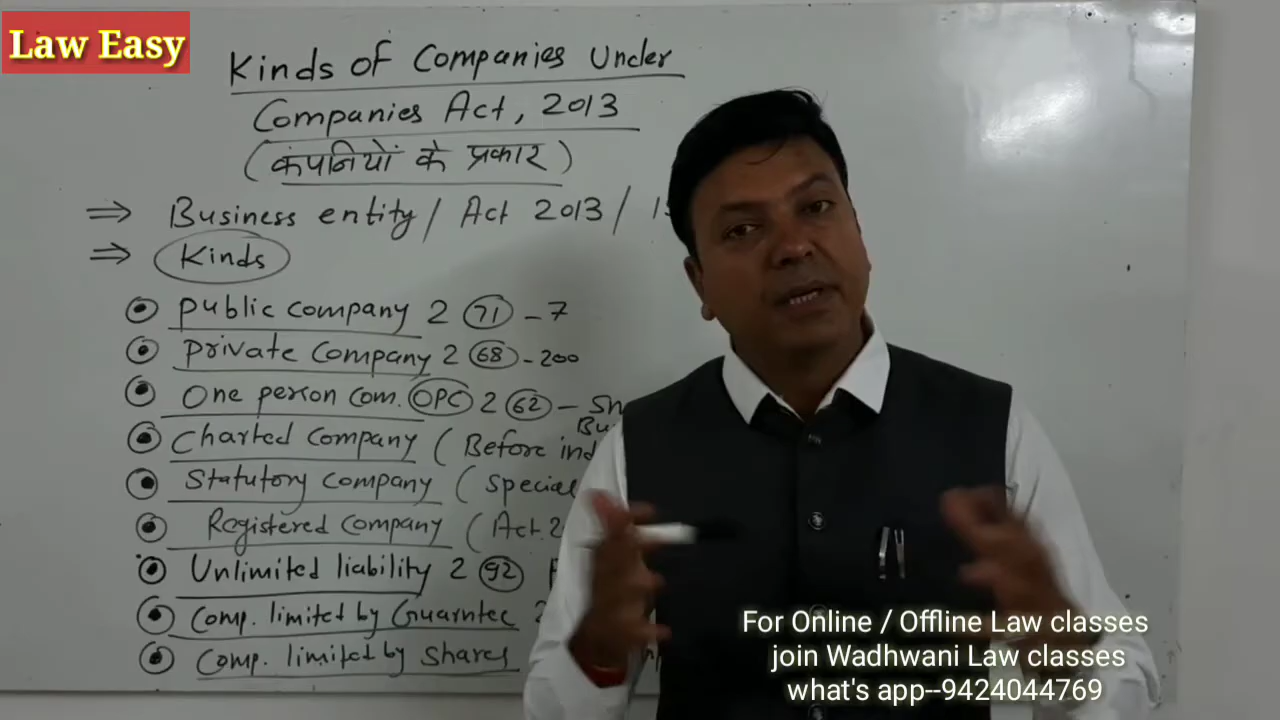 Law Easy
Kinds of Companies Under
Companies Act, 2013
(कंपनियों के प्रकार)
⇒ Business entity / Act 2013 /
⇒ Kinds
public company 2 71 - 7
private company 2 68 - 200
One person com. OPC 2 62 -
Charted company (Before
Statutory company (special
Registered company (Act
Unlimited liability 2 92
Comp. limited by Guarntee
Comp. limited by shares
For Online / Offline Law classes
join Wadhwani Law classes
what's app--9424044769